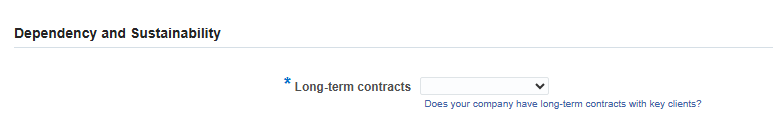 Dependency and Sustainability
* Long-term contracts
Does your company have long-term contracts with key clients?